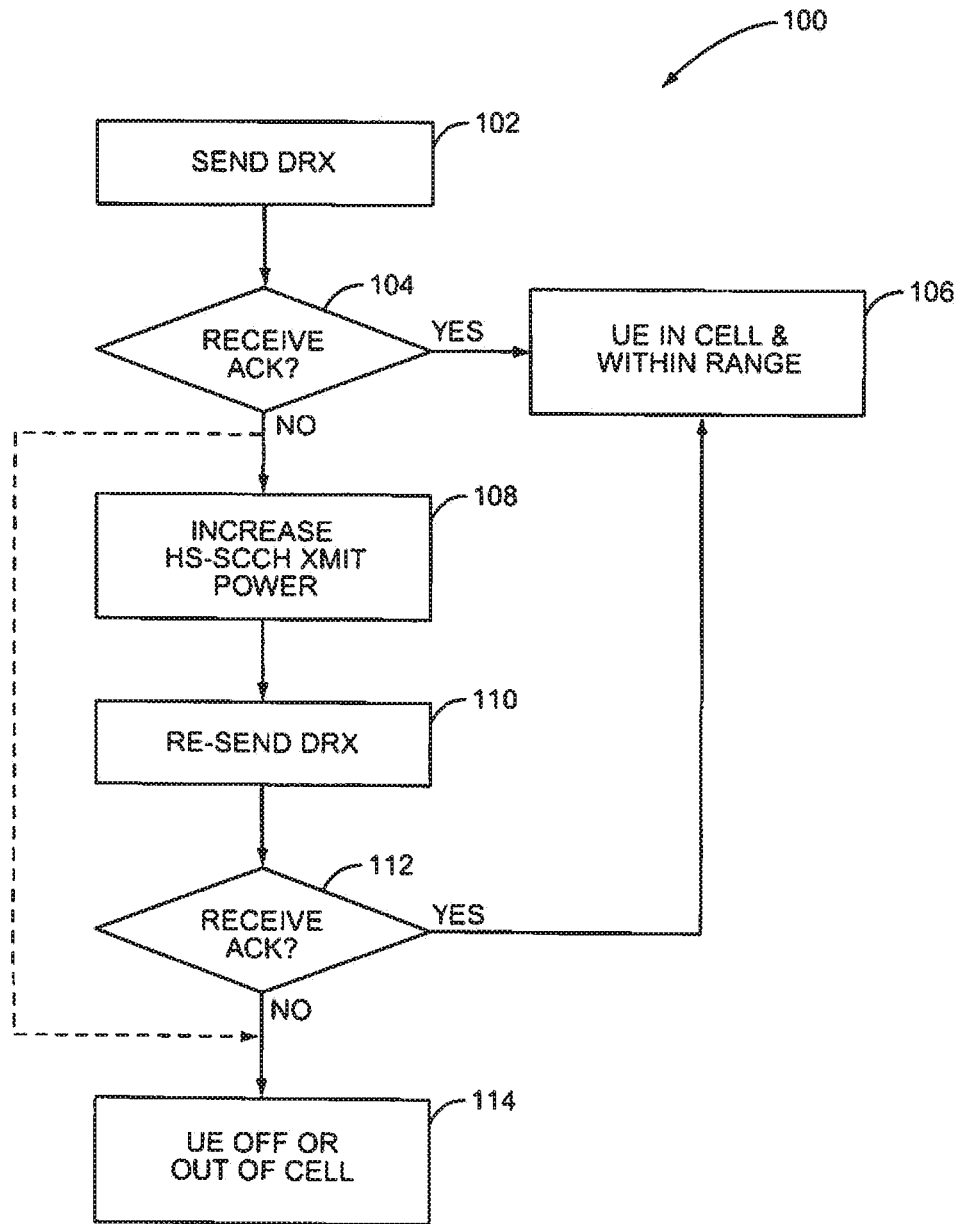 100
102
SEND DRX
104
RECEIVE
ACK?
YES
106
UE IN CELL &
WITHIN RANGE
NO
108
INCREASE
HS-SCCH XMIT
POWER
110
RE-SEND DRX
112
RECEIVE
ACK?
YES
NO
114
UE OFF OR
OUT OF CELL